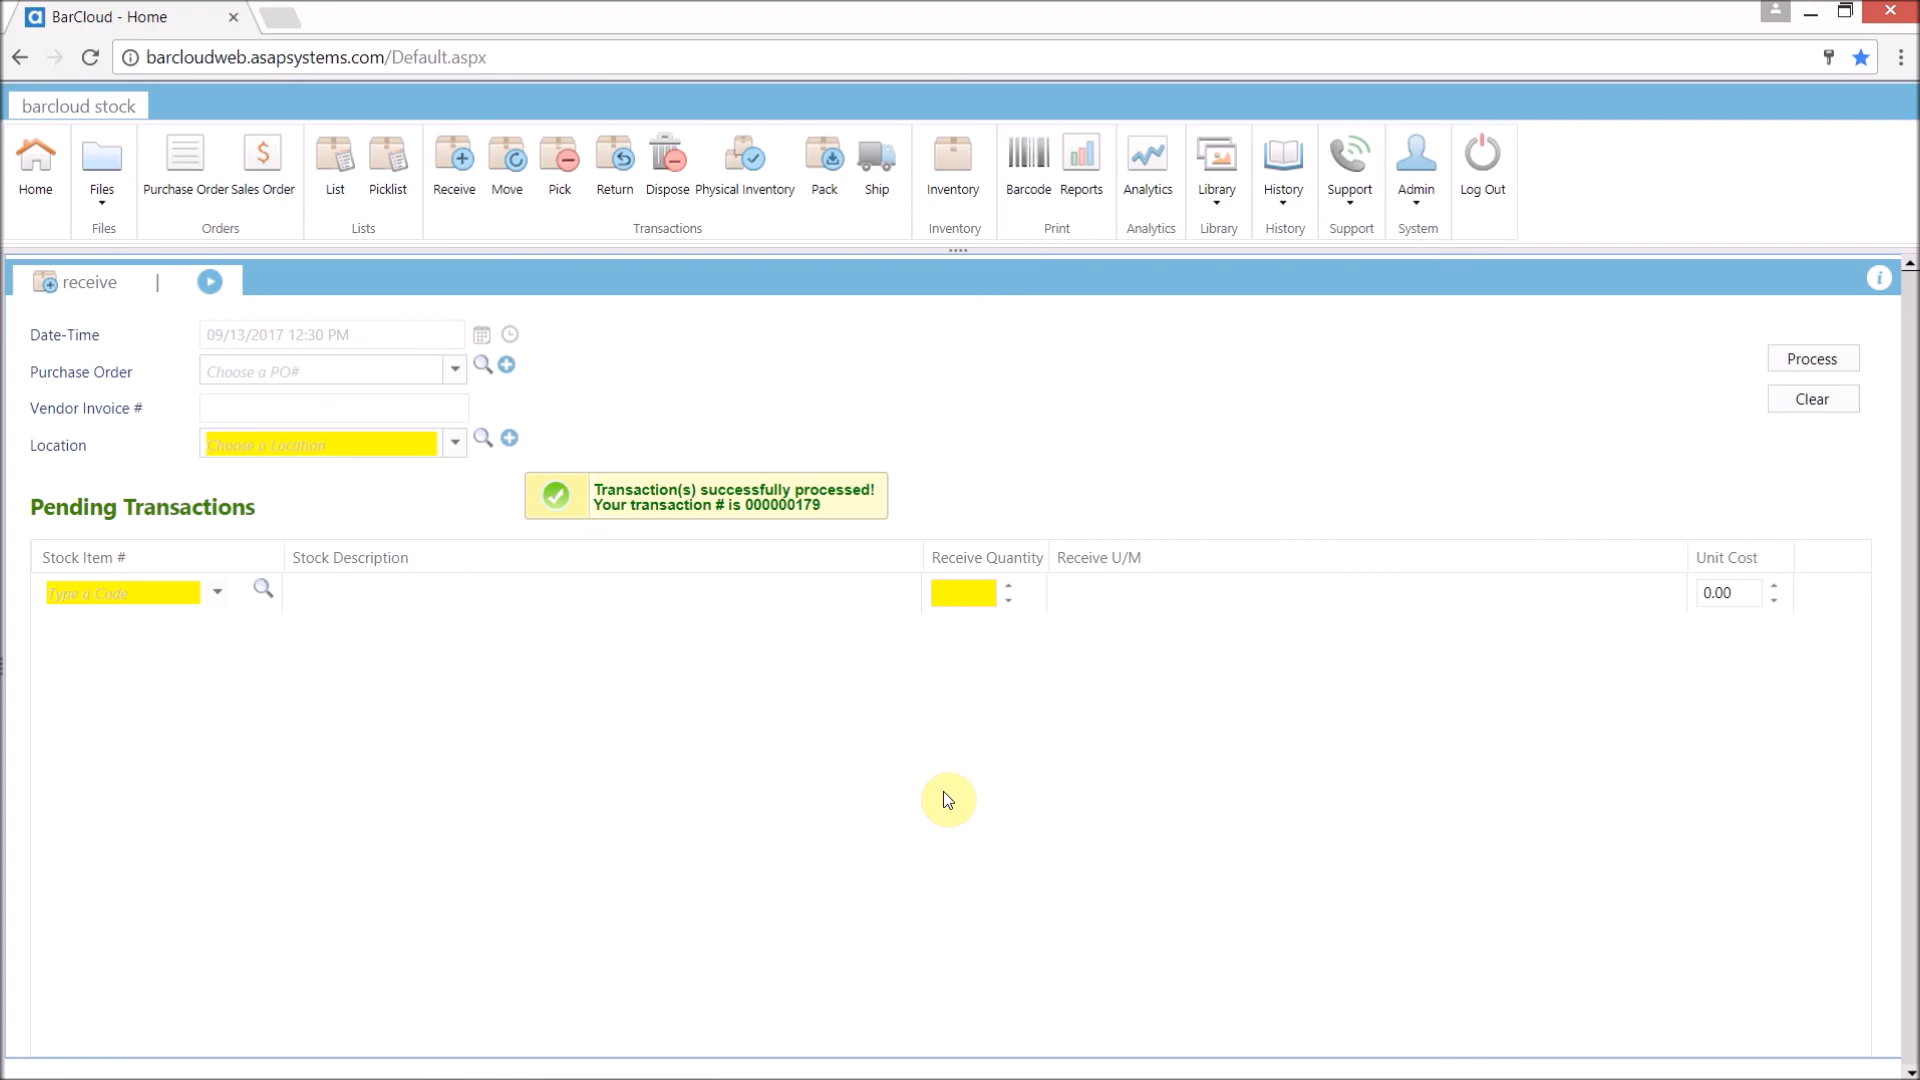 BarCloud - Home
barcloudweb.asapsystems.com/Default.aspx
barcloud stock
Home
Files
Purchase Order
Sales Order
List
Picklist
Receive
Move
Pick
Return
Dispose
Physical Inventory
Pack
Ship
Inventory
Barcode
Reports
Analytics
Library
History
Support
Admin
Log Out
Files
Orders
Lists
Transactions
Inventory
Print
Analytics
Library
History
Support
System
receive |
Date-Time
09/13/2017 12:30 PM
Purchase Order
Choose a PO#
Process
Vendor Invoice #
Clear
Location
Choose a Location
Transaction(s) successfully processed!
Your transaction # is 000000179
Pending Transactions
Stock Item #
Stock Description
Receive Quantity
Receive U/M
Unit Cost
Type a Code
0.00